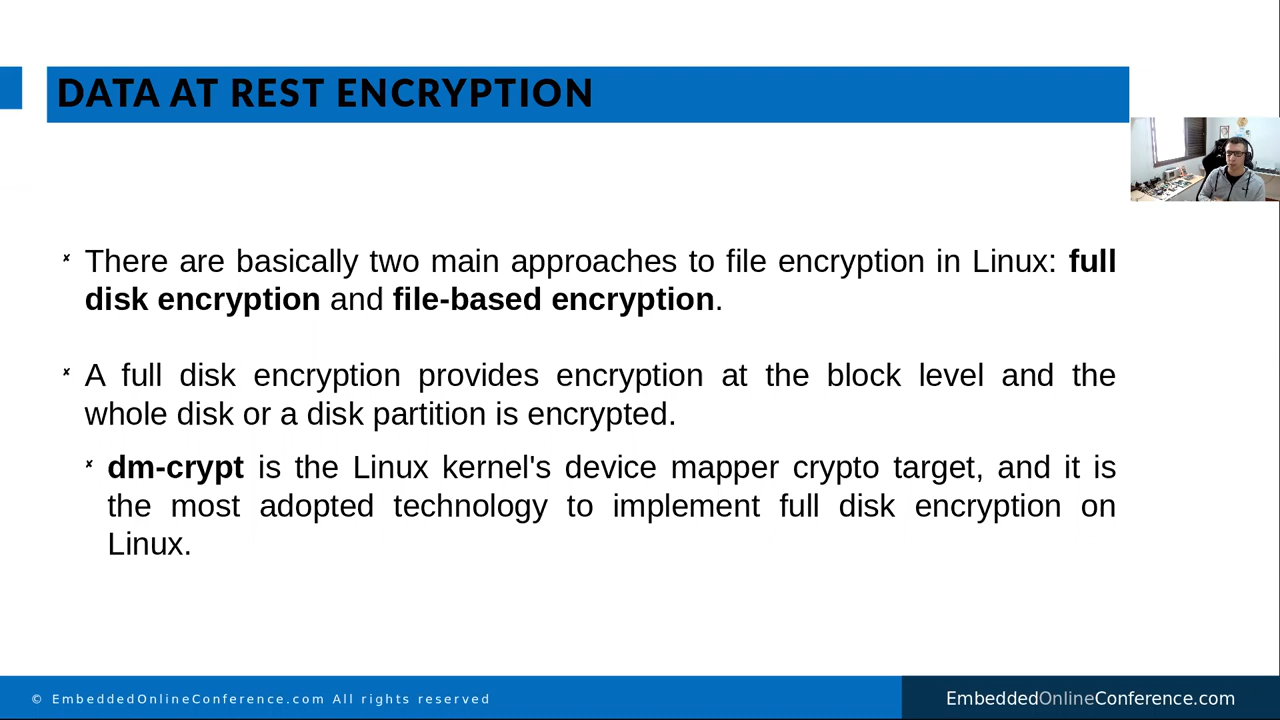 DATA AT REST ENCRYPTION
There are basically two main approaches to file encryption in Linux: full
disk encryption and file-based encryption.
A full disk encryption provides encryption at the block level and the
whole disk or a disk partition is encrypted.
dm-crypt is the Linux kernel's device mapper crypto target, and it is
the most adopted technology to implement full disk encryption on
Linux.
© EmbeddedOnlineConference.com All rights reserved
EmbeddedOnlineConference.com